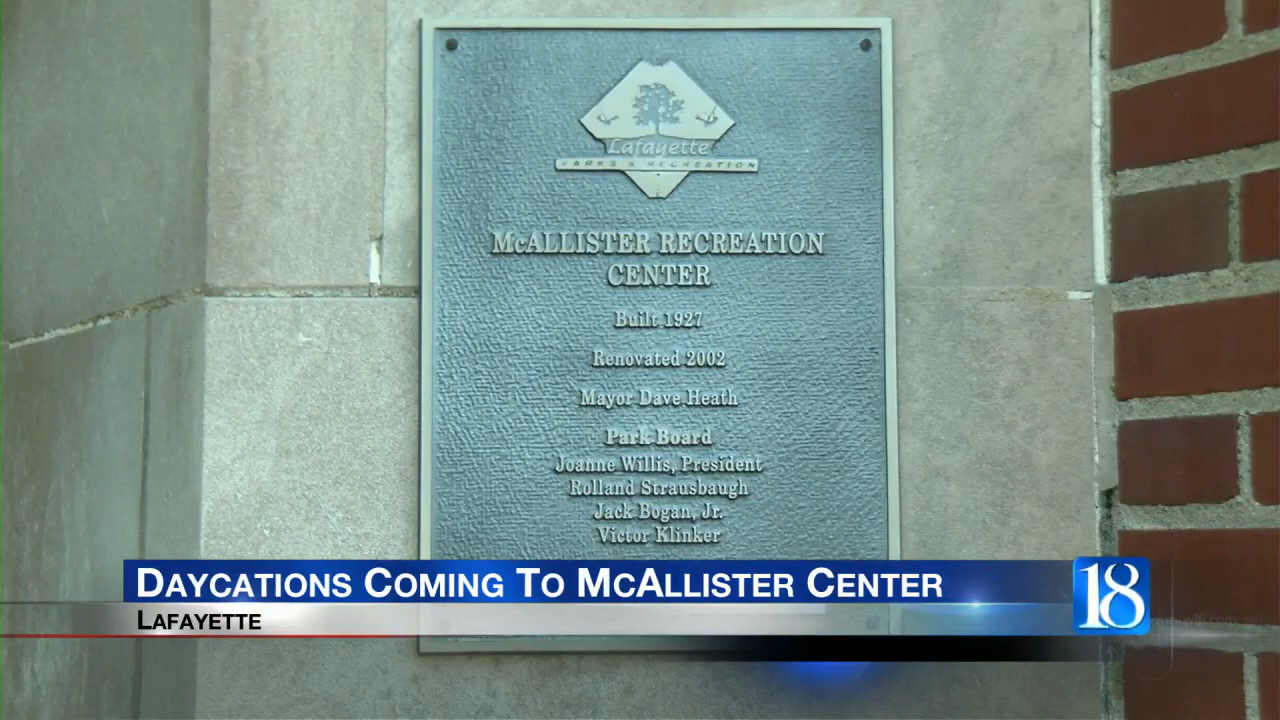 Lafayette
PARKS & RECREATION
McALLISTER RECREATION
CENTER
Built 1927
Renovated 2002
Mayor Dave Heath
Park Board
Joanne Willis, President
Rolland Strausbaugh
Jack Bogan, Jr.
Victor Klinker
DAYCATIONS COMING TO MCALLISTER CENTER
LAFAYETTE
18